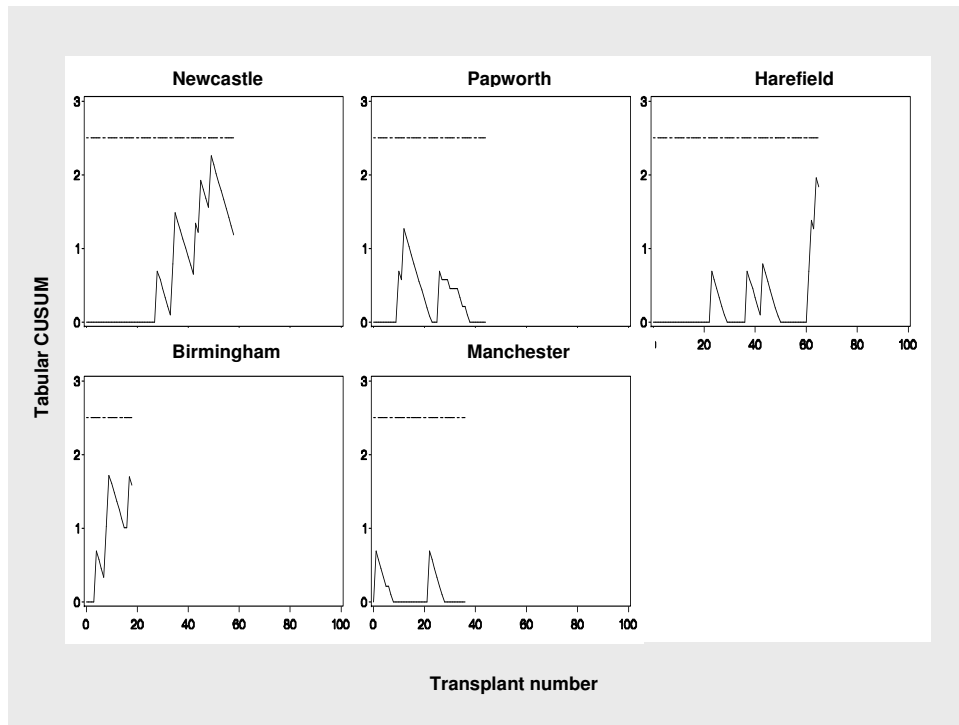 Newcastle Papworth Harefield
3 3 3
2 2 2
1 1 1
0 0 0
20 40 60 80 100
Birmingham Manchester
3 3
2 2
1 1
0 0
0 20 40 60 80 100 0 20 40 60 80 100
Tabular CUSUM
Transplant number